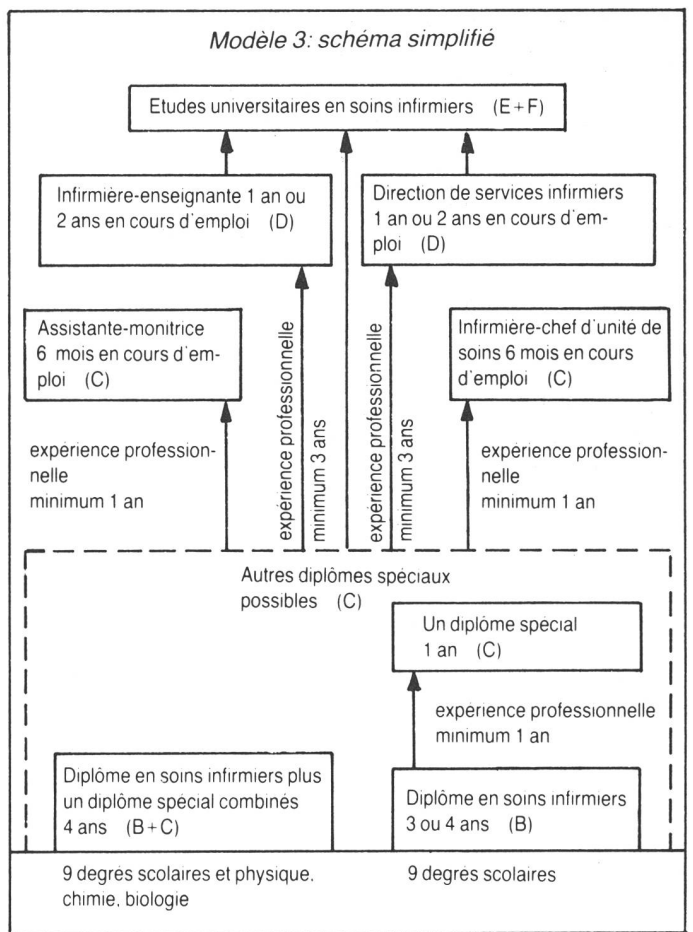 Modèle 3: schéma simplifié
Etudes universitaires en soins infirmiers (E+F)
Infirmière-enseignante 1 an ou
2 ans en cours d'emploi (D)
Direction de services infirmiers
1 an ou 2 ans en cours d'em-
ploi (D)
Assistante-monitrice
6 mois en cours d'em-
ploi (C)
Infirmière-chef d'unité de
soins 6 mois en cours
d'emploi (C)
expérience profession-
nelle
minimum 1 an
expérience professionnelle
minimum 3 ans
expérience professionnelle
minimum 3 ans
expérience profession-
nelle
minimum 1 an
Autres diplômes spéciaux
possibles (C)
Un diplôme spécial
1 an (C)
expérience professionnelle
minimum 1 an
Diplôme en soins infirmiers plus
un diplôme spécial combinés
4 ans (B+C)
Diplôme en soins infirmiers
3 ou 4 ans (B)
9 degrés scolaires et physique,
chimie, biologie
9 degrés scolaires